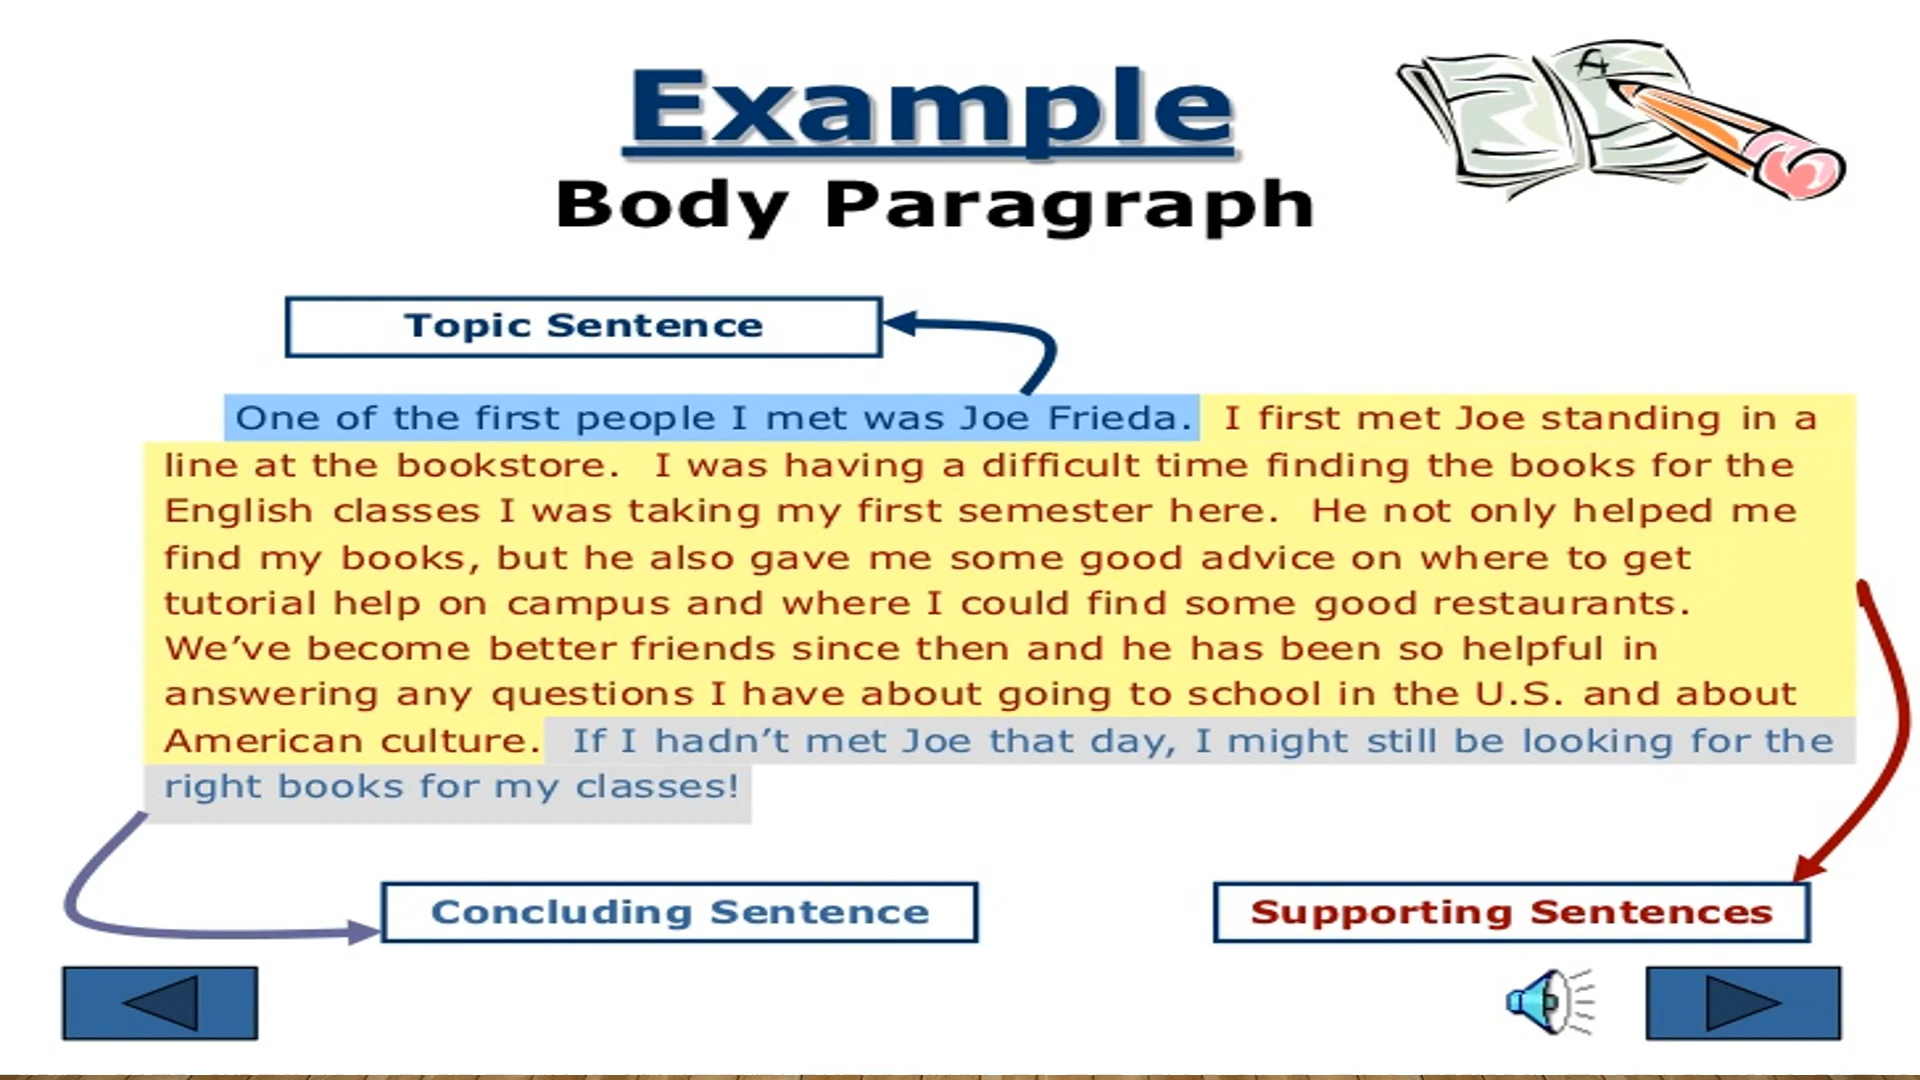 Example
Body Paragraph
Topic Sentence
One of the first people I met was Joe Frieda.  I first met Joe standing in a
line at the bookstore.  I was having a difficult time finding the books for the
English classes I was taking my first semester here.  He not only helped me
find my books, but he also gave me some good advice on where to get
tutorial help on campus and where I could find some good restaurants.
We’ve become better friends since then and he has been so helpful in
answering any questions I have about going to school in the U.S. and about
American culture.  If I hadn’t met Joe that day, I might still be looking for the
right books for my classes!
Concluding Sentence
Supporting Sentences